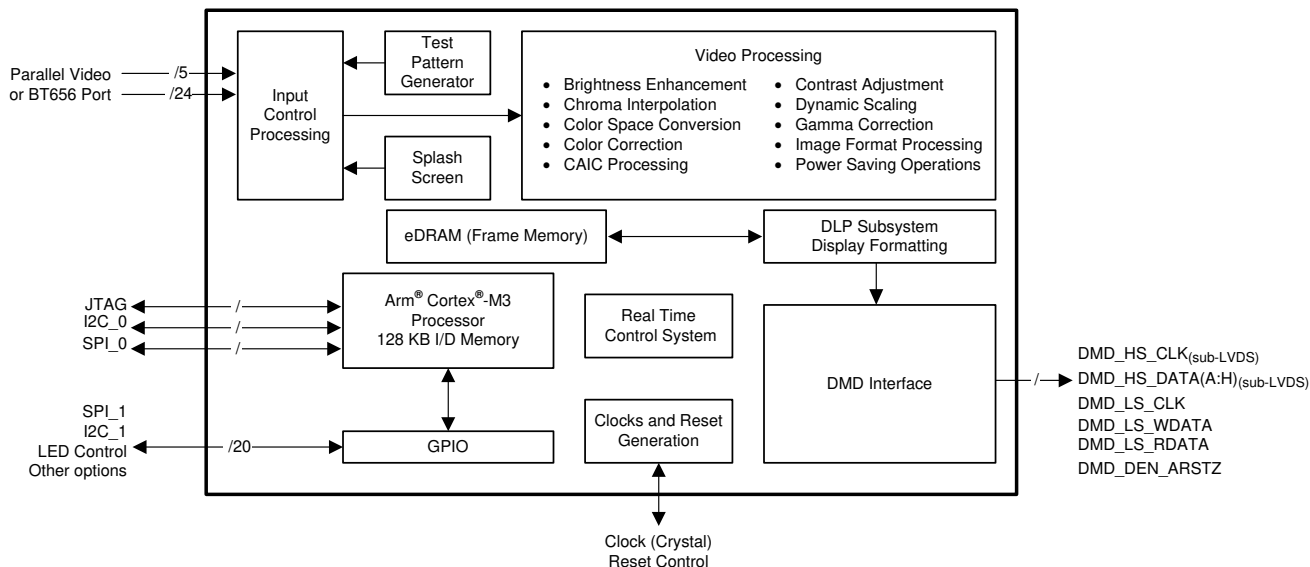 Parallel Video
or BT656 Port
/5
/24
Input
Control
Processing
Test
Pattern
Generator
Splash
Screen
Video Processing
• Brightness Enhancement
• Chroma Interpolation
• Color Space Conversion
• Color Correction
• CAIC Processing
• Contrast Adjustment
• Dynamic Scaling
• Gamma Correction
• Image Format Processing
• Power Saving Operations
eDRAM (Frame Memory)
DLP Subsystem
Display Formatting
JTAG
I2C_0
SPI_0
/
/
/
Arm® Cortex®-M3
Processor
128 KB I/D Memory
Real Time
Control System
DMD Interface
/
DMD_HS_CLK(sub-LVDS)
DMD_HS_DATA(A:H)(sub-LVDS)
DMD_LS_CLK
DMD_LS_WDATA
DMD_LS_RDATA
DMD_DEN_ARSTZ
SPI_1
I2C_1
LED Control
Other options
/20
GPIO
Clocks and Reset
Generation
Clock (Crystal)
Reset Control